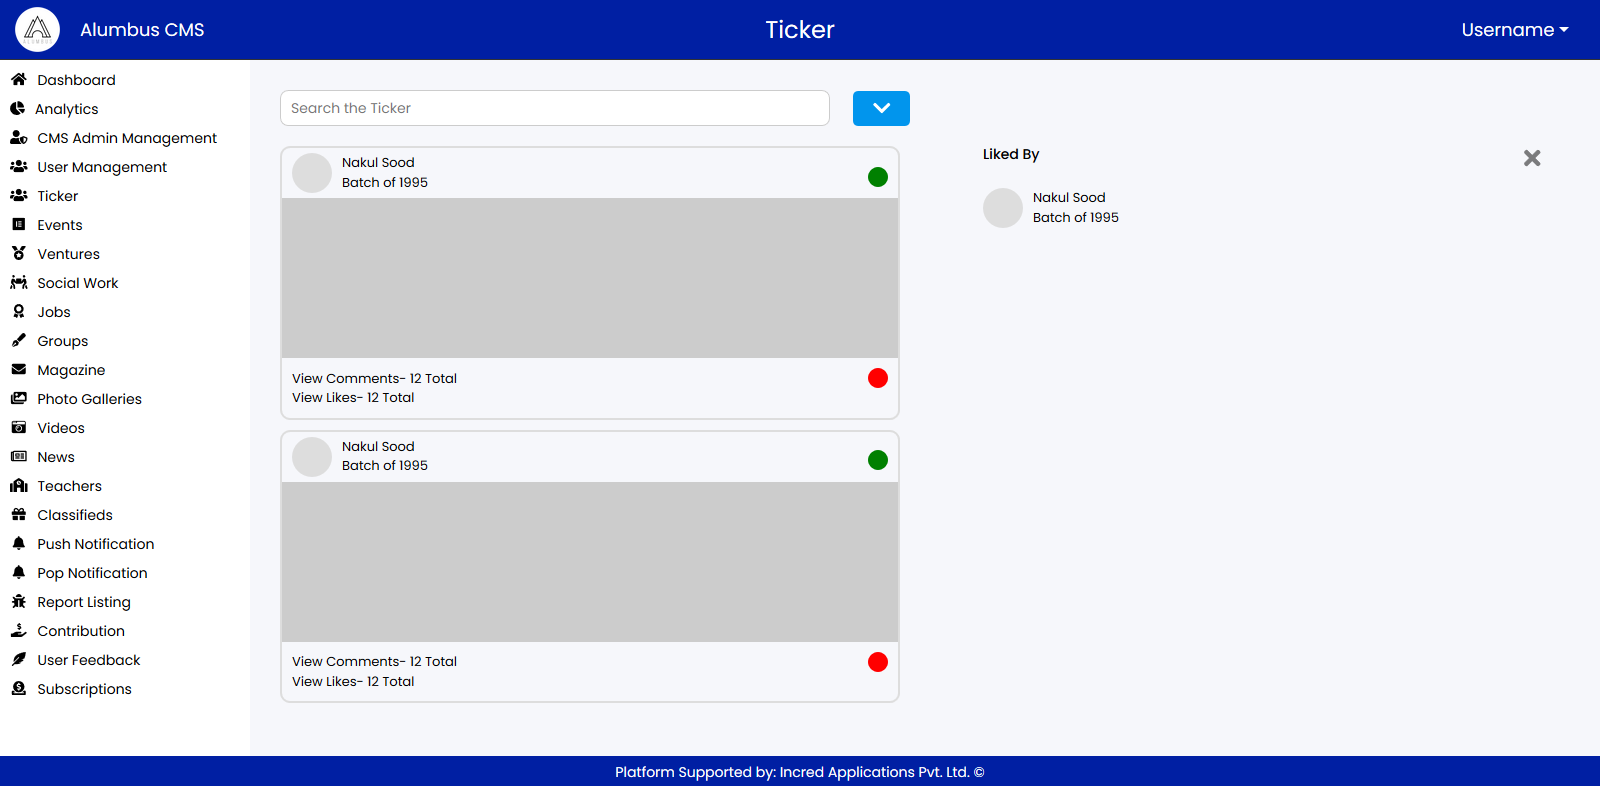 Alumbus CMS
Ticker
Username
Dashboard
Analytics
CMS Admin Management
User Management
Ticker
Events
Ventures
Social Work
Jobs
Groups
Magazine
Photo Galleries
Videos
News
Teachers
Classifieds
Push Notification
Pop Notification
Report Listing
Contribution
User Feedback
Subscriptions
Search the Ticker
Nakul Sood
Batch of 1995
View Comments- 12 Total
View Likes- 12 Total
Nakul Sood
Batch of 1995
View Comments- 12 Total
View Likes- 12 Total
Liked By
Nakul Sood
Batch of 1995
Platform Supported by: Incred Applications Pvt. Ltd. ©